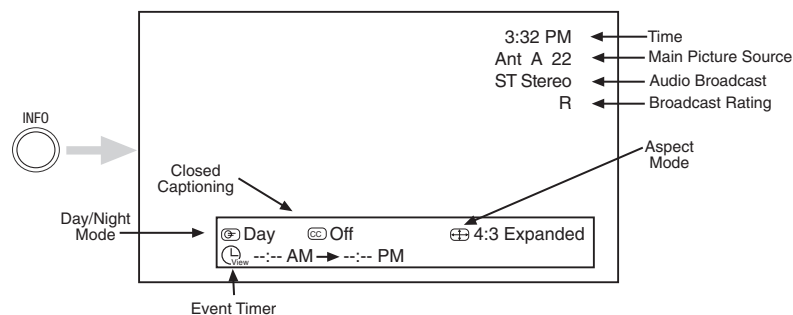 3:32 PM
Time
Ant A 22
Main Picture Source
ST Stereo
Audio Broadcast
R
Broadcast Rating
INFO
Aspect
Mode
Closed
Captioning
Day/Night
Mode
Day
CC Off
4:3 Expanded
View --:-- AM → --:-- PM
Event Timer